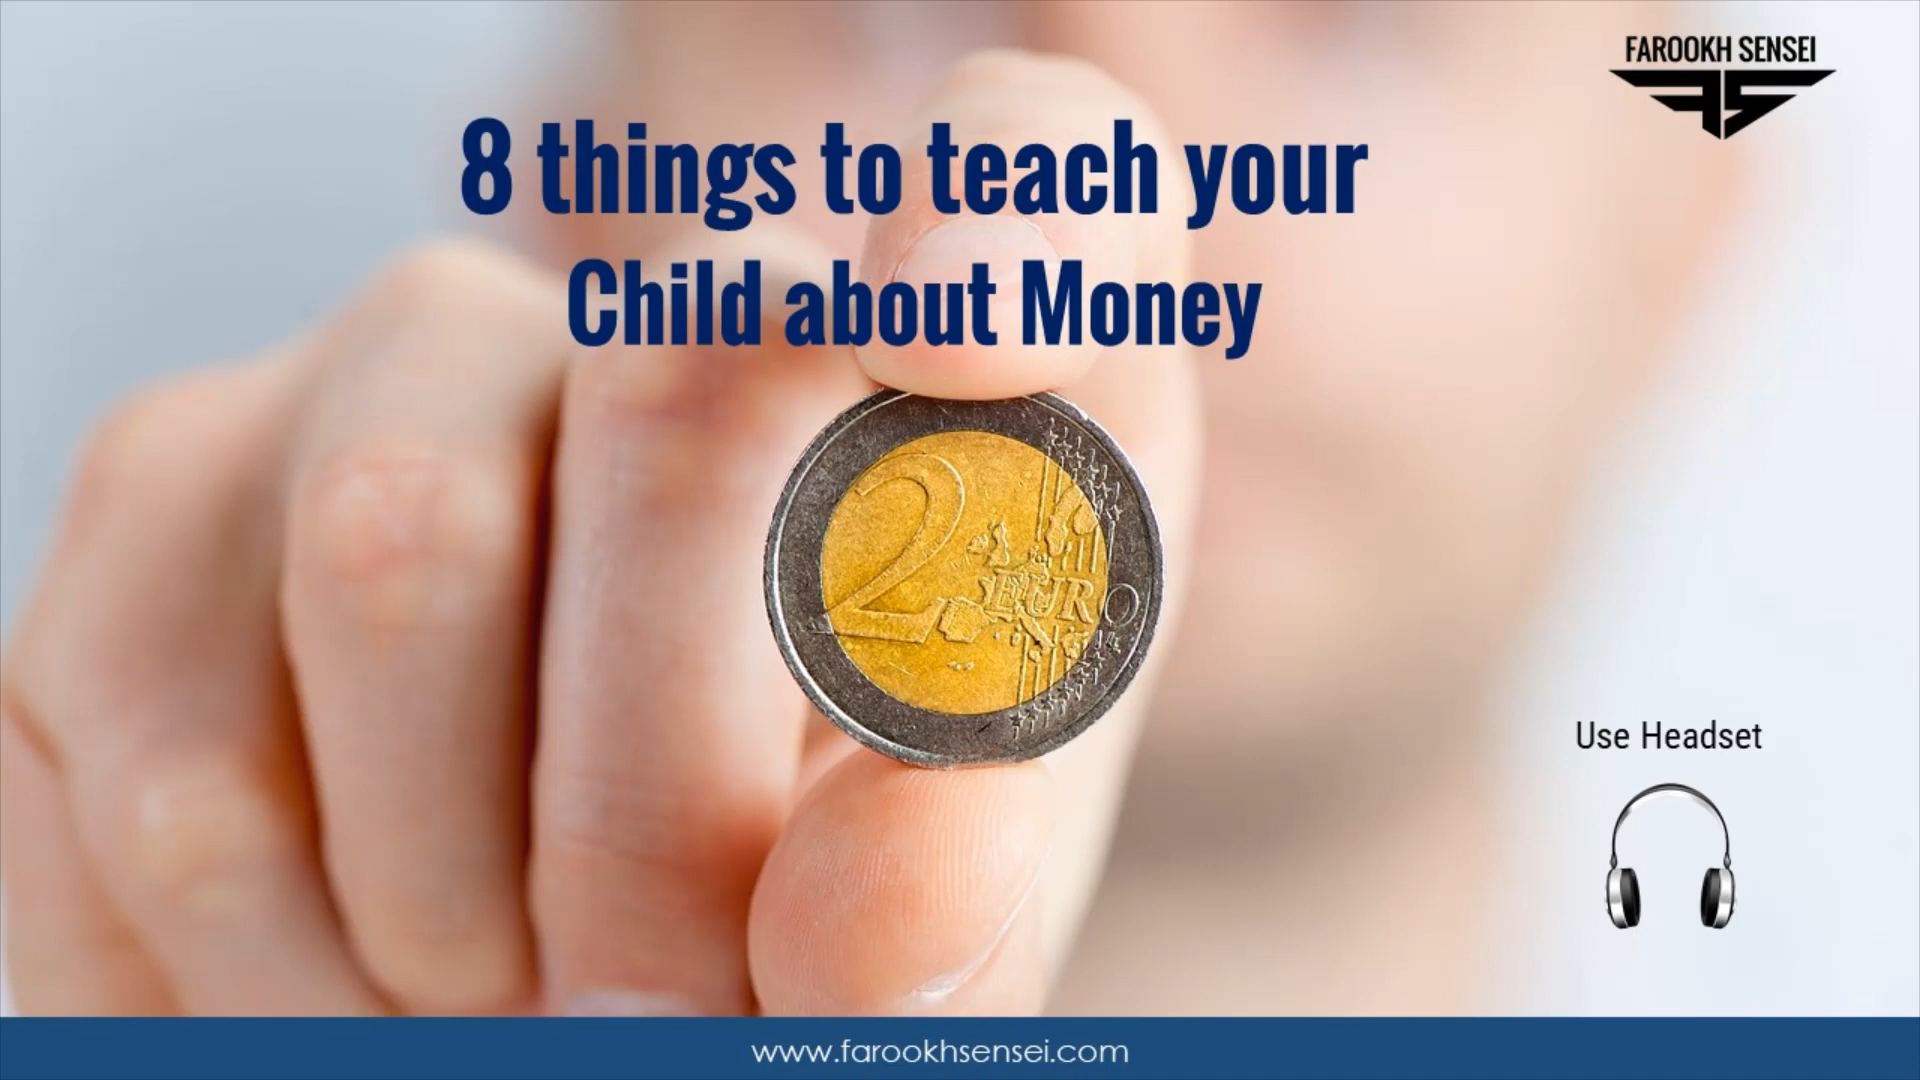 FAROOKH SENSEI
8 things to teach your
Child about Money
2 EURO
Use Headset
www.farookhsensei.com